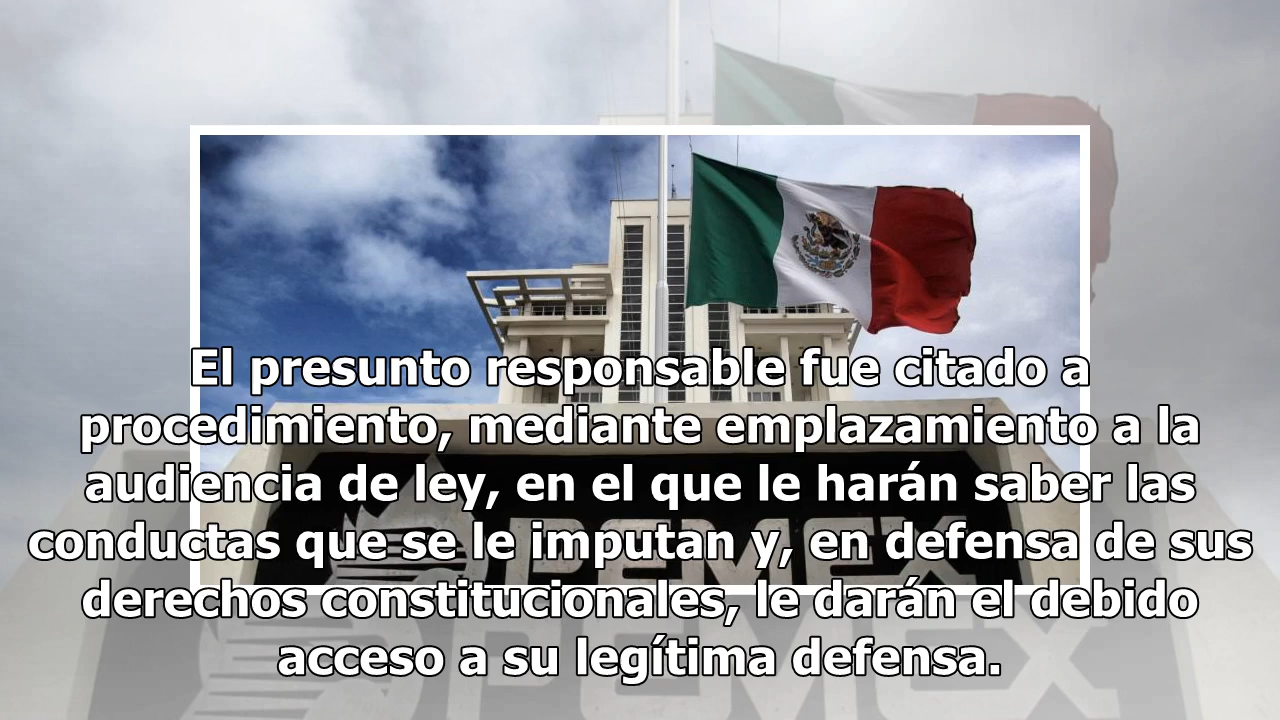 El presunto responsable fue citado a
procedimiento, mediante emplazamiento a la
audiencia de ley, en el que le harán saber las
conductas que se le imputan y, en defensa de sus
derechos constitucionales, le darán el debido
acceso a su legítima defensa.
PEMEX
PEMEX